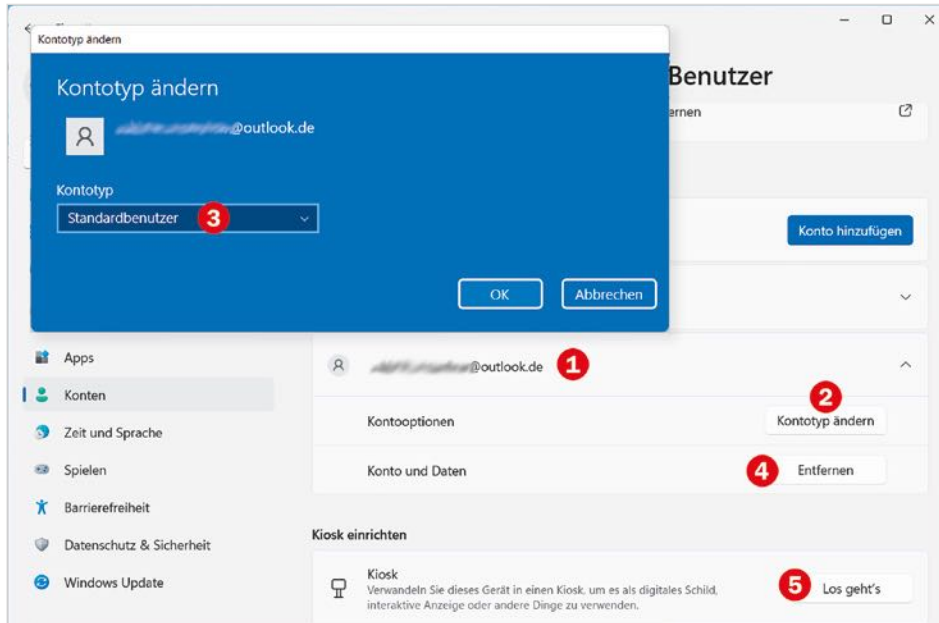 Kontotyp ändern
Kontotyp ändern
@outlook.de
Kontotyp
Standardbenutzer 3
OK Abbrechen
Benutzer
ernen
Konto hinzufügen
Apps
Konten
Zeit und Sprache
Spielen
Barrierefreiheit
Datenschutz & Sicherheit
Windows Update
@outlook.de 1
2
Kontooptionen Kontotyp ändern
Konto und Daten 4 Entfernen
Kiosk einrichten
Kiosk
Verwandeln Sie dieses Gerät in einen Kiosk, um es als digitales Schild,
interaktive Anzeige oder andere Dinge zu verwenden.
5 Los geht's